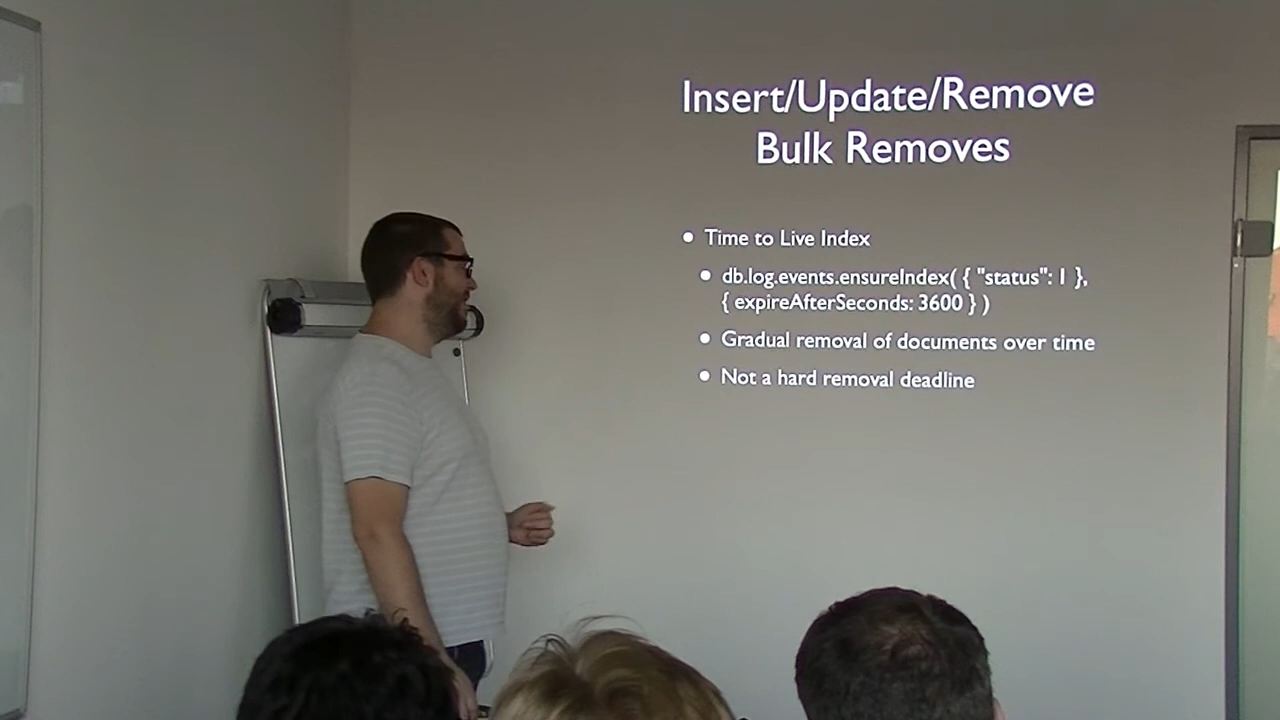 Insert/Update/Remove
Bulk Removes
• Time to Live Index
• db.log.events.ensureIndex( { "status": 1 },
{ expireAfterSeconds: 3600 } )
• Gradual removal of documents over time
• Not a hard removal deadline